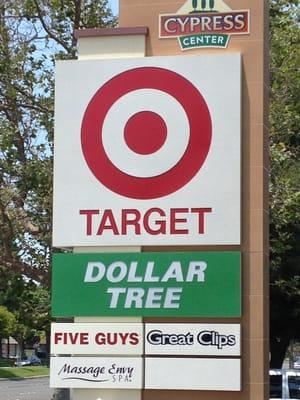 CYPRESS
CENTER
TARGET
DOLLAR
TREE
FIVE GUYS
Great Clips
Massage Envy
SPA